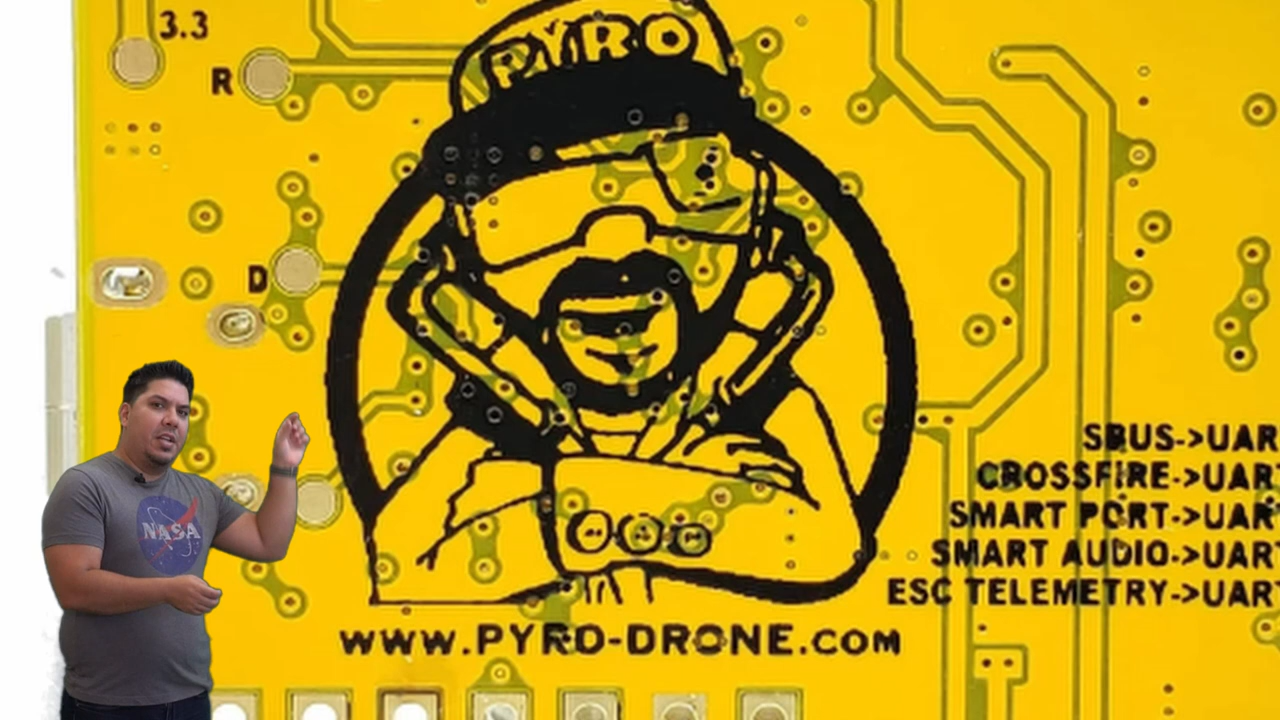 3.3
R
PYRO
D
SBUS->UAR
CROSSFIRE->UAR
SMART PORT->UAR
SMART AUDIO->UAR
ESC TELEMETRY->UAR
NASA
WWW.PYRO-DRONE.COM